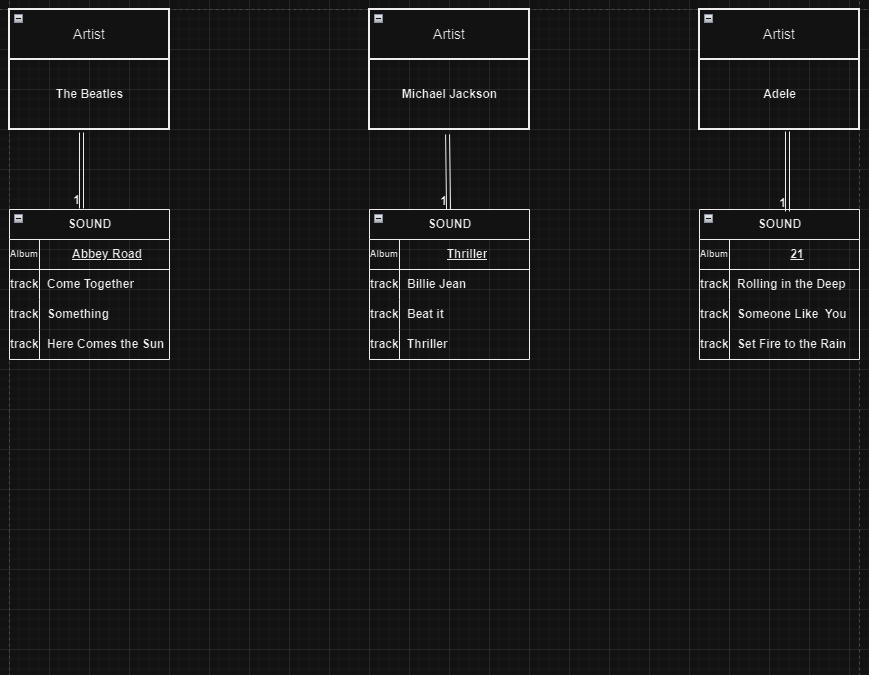 Artist
The Beatles
1
SOUND
Album Abbey Road
track Come Together
track Something
track Here Comes the Sun
Artist
Michael Jackson
1
SOUND
Album Thriller
track Billie Jean
track Beat it
track Thriller
Artist
Adele
1
SOUND
Album 21
track Rolling in the Deep
track Someone Like  You
track Set Fire to the Rain